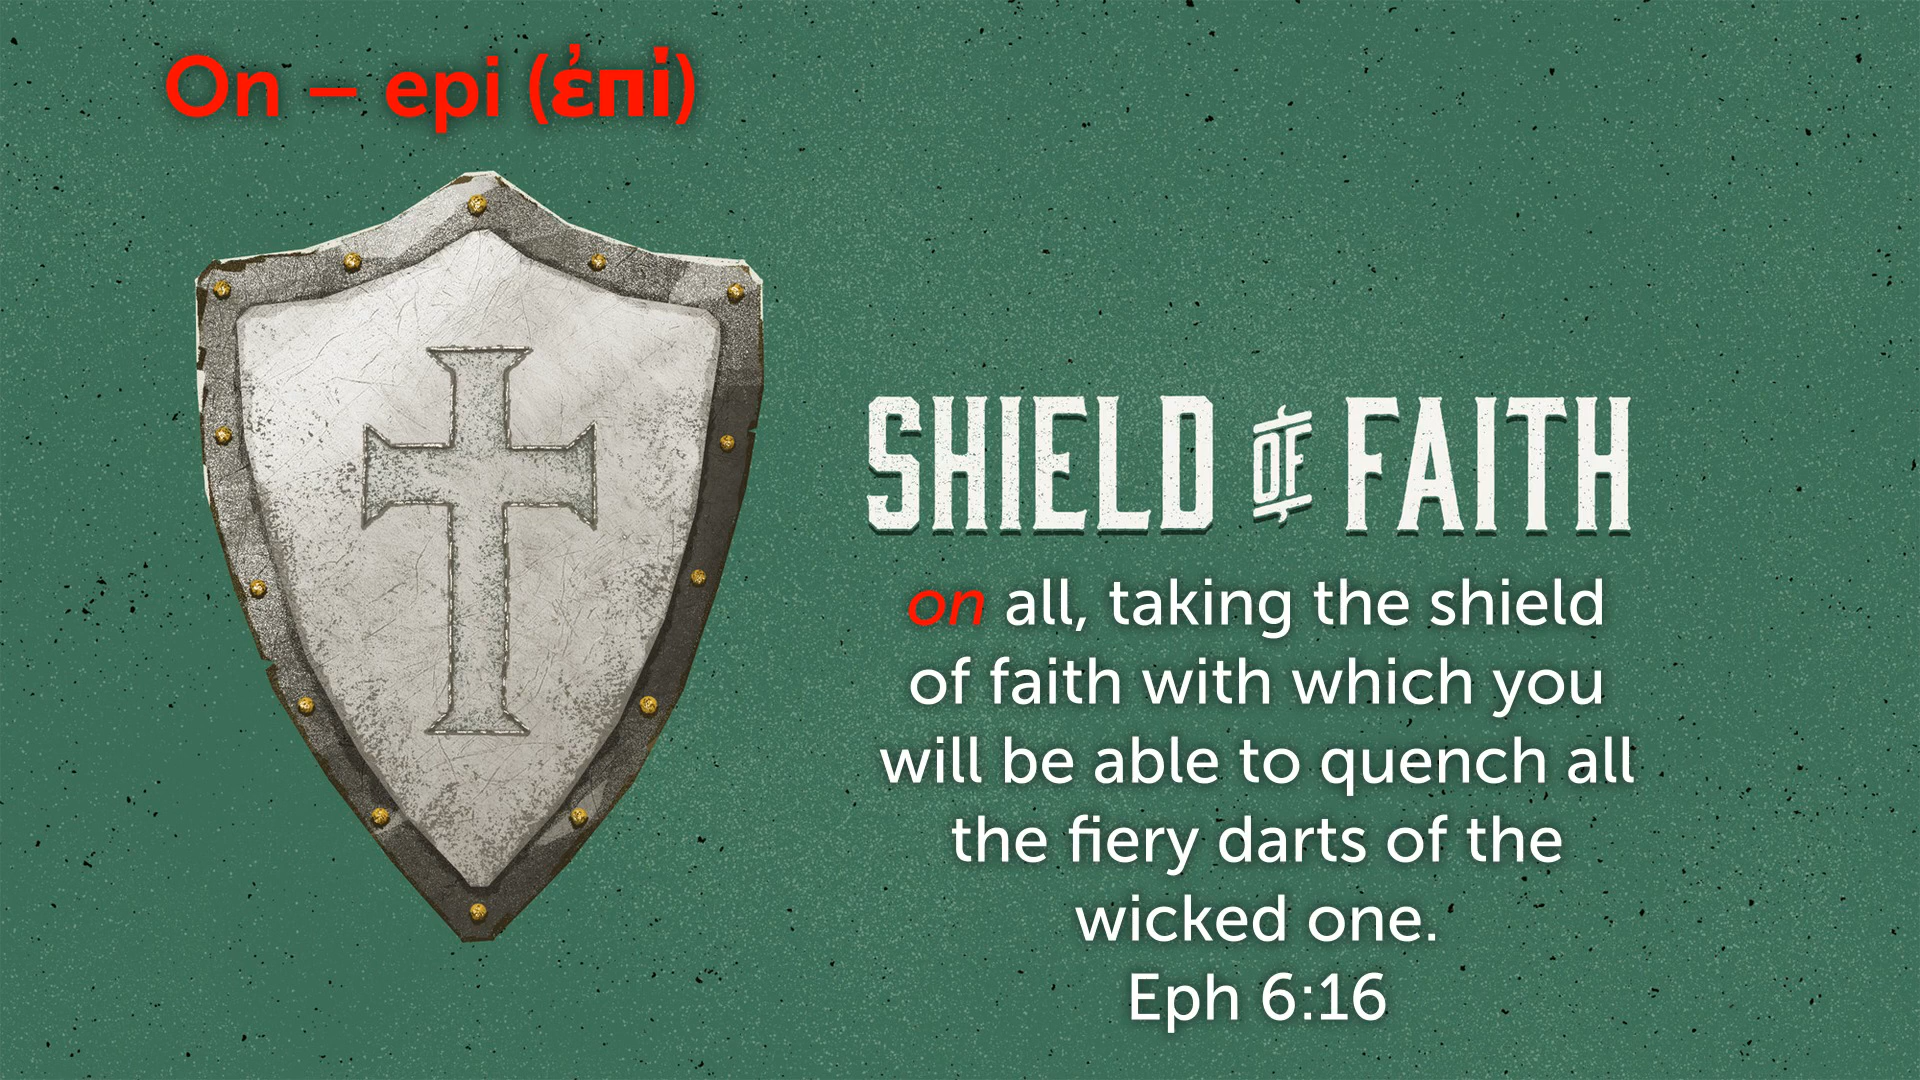 On – epi (ἐπi)
SHIELD OF FAITH
on all, taking the shield
of faith with which you
will be able to quench all
the fiery darts of the
wicked one.
Eph 6:16